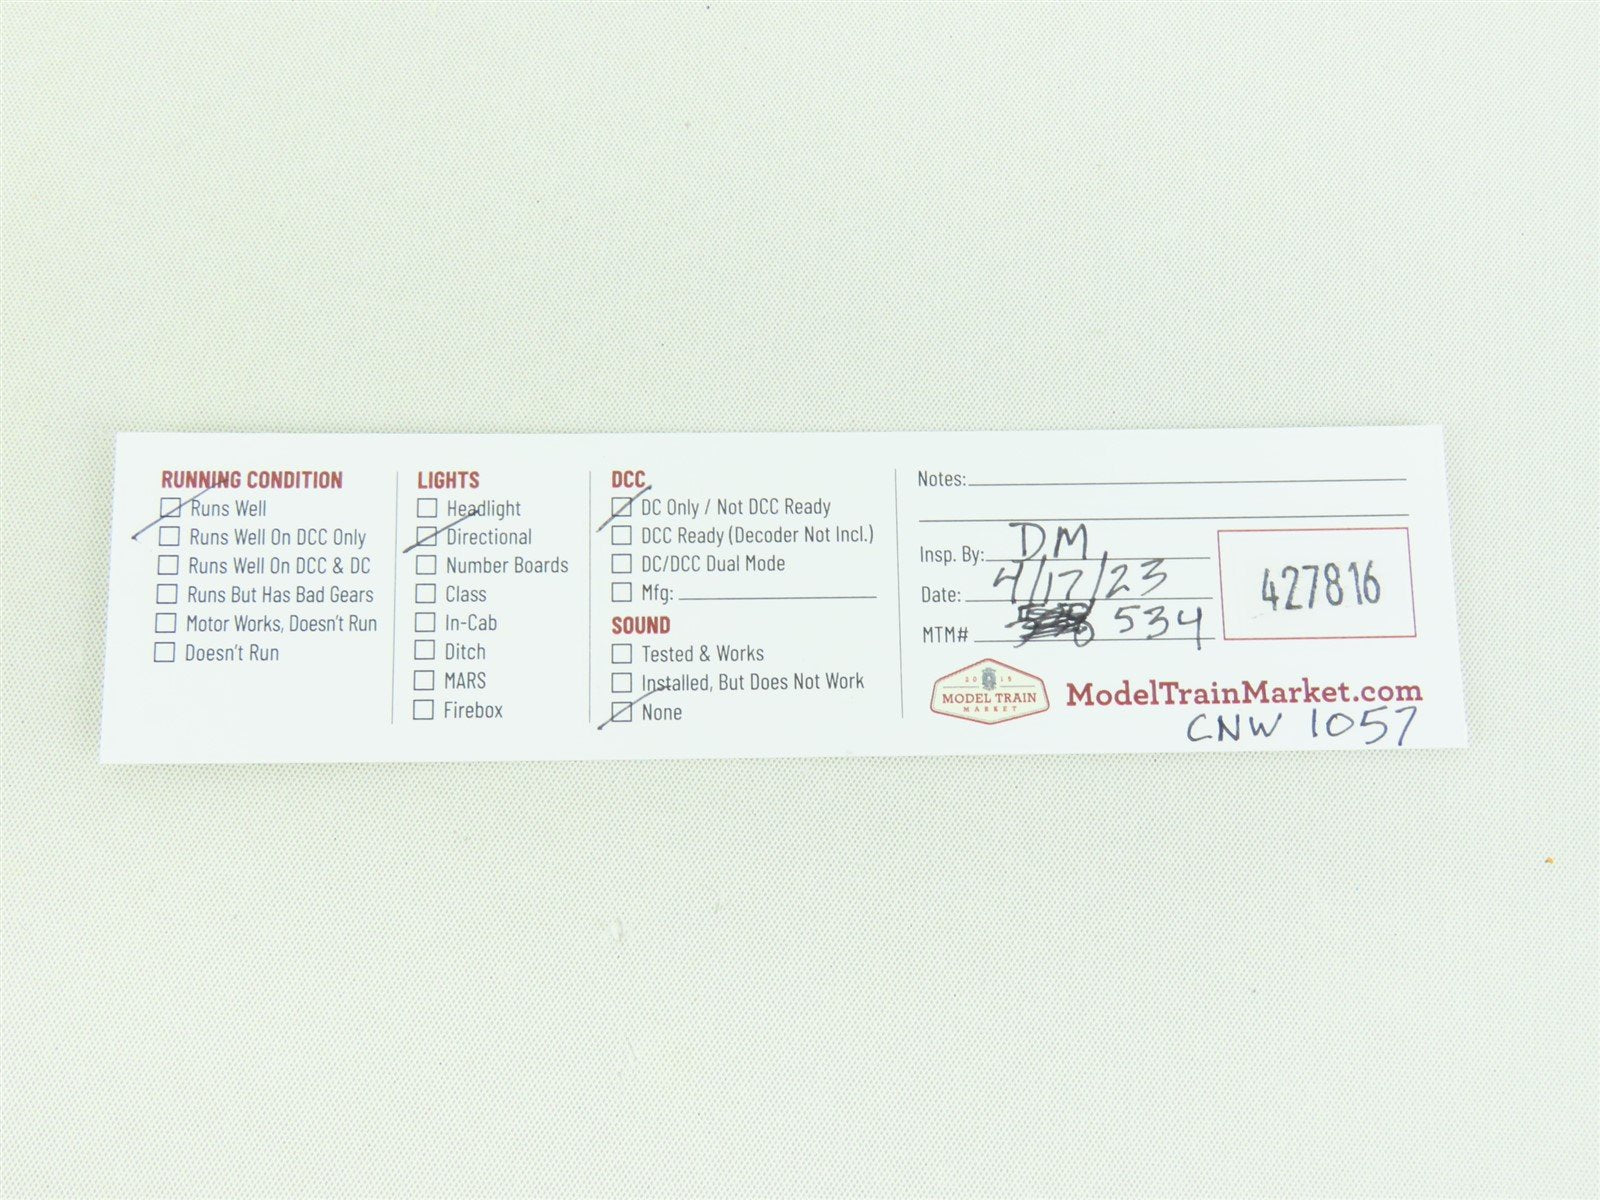 RUNNING CONDITION
Runs Well
Runs Well On DCC Only
Runs Well On DCC & DC
Runs But Has Bad Gears
Motor Works, Doesn't Run
Doesn't Run
LIGHTS
Headlight
Directional
Number Boards
Class
In-Cab
Ditch
MARS
Firebox
DCC
DC Only / Not DCC Ready
DCC Ready (Decoder Not Incl.)
DC/DCC Dual Mode
Mfg:
SOUND
Tested & Works
Installed, But Does Not Work
None
Notes:
Insp. By: DM
Date: 4/17/23
MTM# 534
427816
2015
MODEL TRAIN
MARKET
ModelTrainMarket.com
CNW 1057